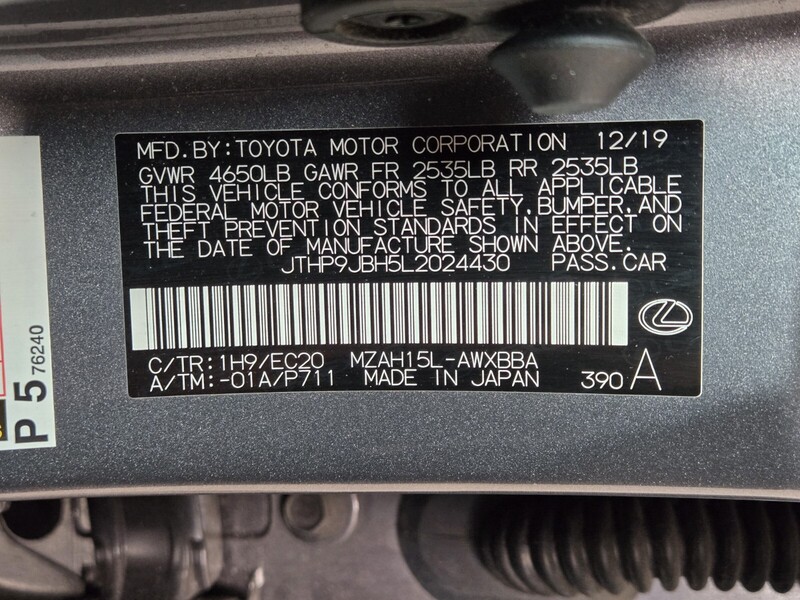 MFD.BY:TOYOTA MOTOR CORPORATION 12/19
GVWR 4650LB GAWR FR 2535LB RR 2535LB
THIS VEHICLE CONFORMS TO ALL APPLICABLE
FEDERAL MOTOR VEHICLE SAFETY,BUMPER,AND
THEFT PREVENTION STANDARDS IN EFFECT ON
THE DATE OF MANUFACTURE SHOWN ABOVE.
JTHP9JBH5L2024430 PASS.CAR
C/TR:1H9/EC20 MZAH15L-AWXBBA
A/TM:-01A/P711 MADE IN JAPAN 390 A
P 5 76240